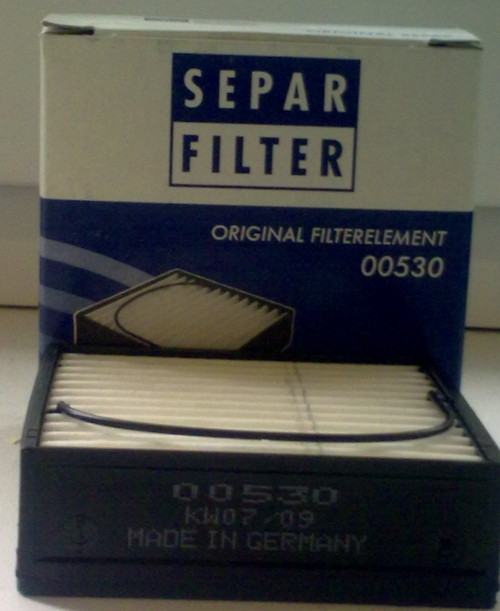 SEPAR
FILTER
ORIGINAL FILTERELEMENT
00530
00530
KW07/09
MADE IN GERMANY